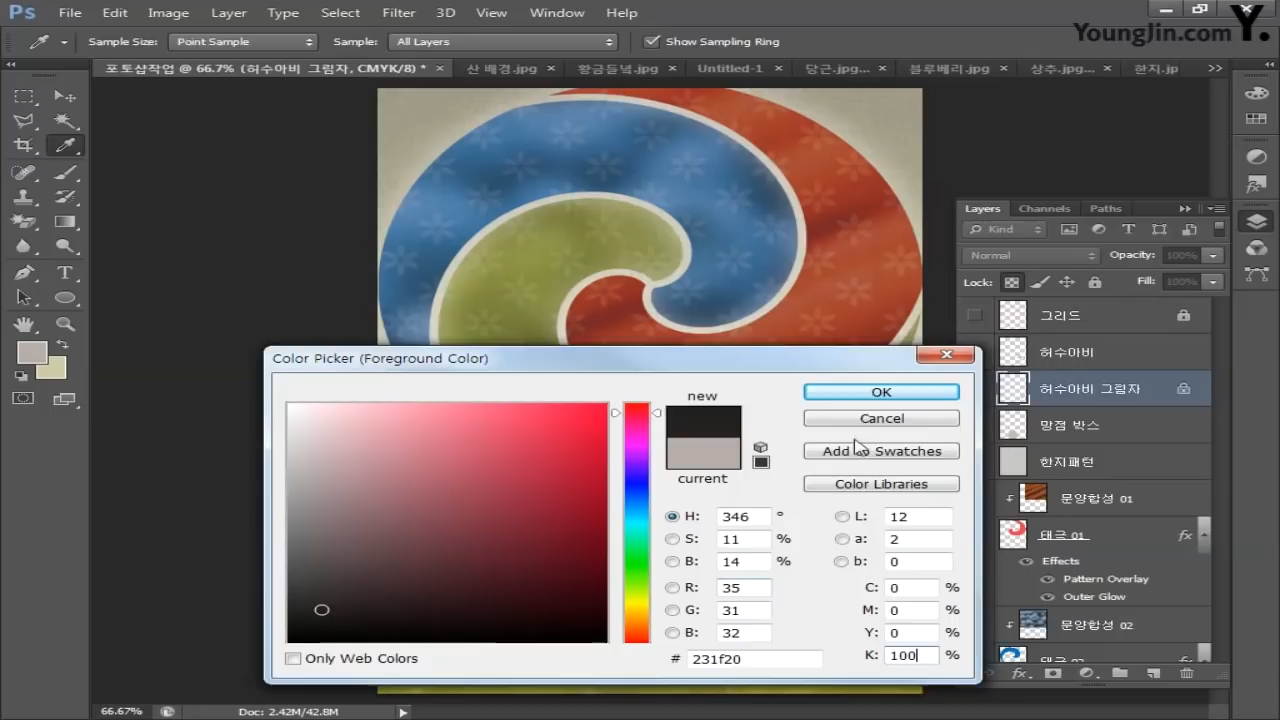 Ps File Edit Image Layer Type Select Filter 3D View Window Help
Sample Size: Point Sample Sample: All Layers Show Sampling Ring
YoungJin.com Y.
포토샵작업 @ 66.7% (허수아비 그림자, CMYK/8) * × 산 배경.jpg × 황금들녘.jpg × Untitled-1 × 당근.jpg... × 블루베리.jpg × 상추.jpg... × 한지.jp >>
Layers Channels Paths
Kind
Normal Opacity: 100%
Lock: Fill: 100%
그리드
허수아비
허수아비 그림자
망점 박스
한지패턴
문양합성 01
태극 01 fx
Effects
Pattern Overlay
Outer Glow
문양합성 02
Color Picker (Foreground Color)
new
current
OK
Cancel
Add to Swatches
Color Libraries
H: 346 °
S: 11 %
B: 14 %
R: 35
G: 31
B: 32
# 231f20
L: 12
a: 2
b: 0
C: 0 %
M: 0 %
Y: 0 %
K: 100 %
Only Web Colors
66.67% Doc: 2.42M/42.8M
fx.